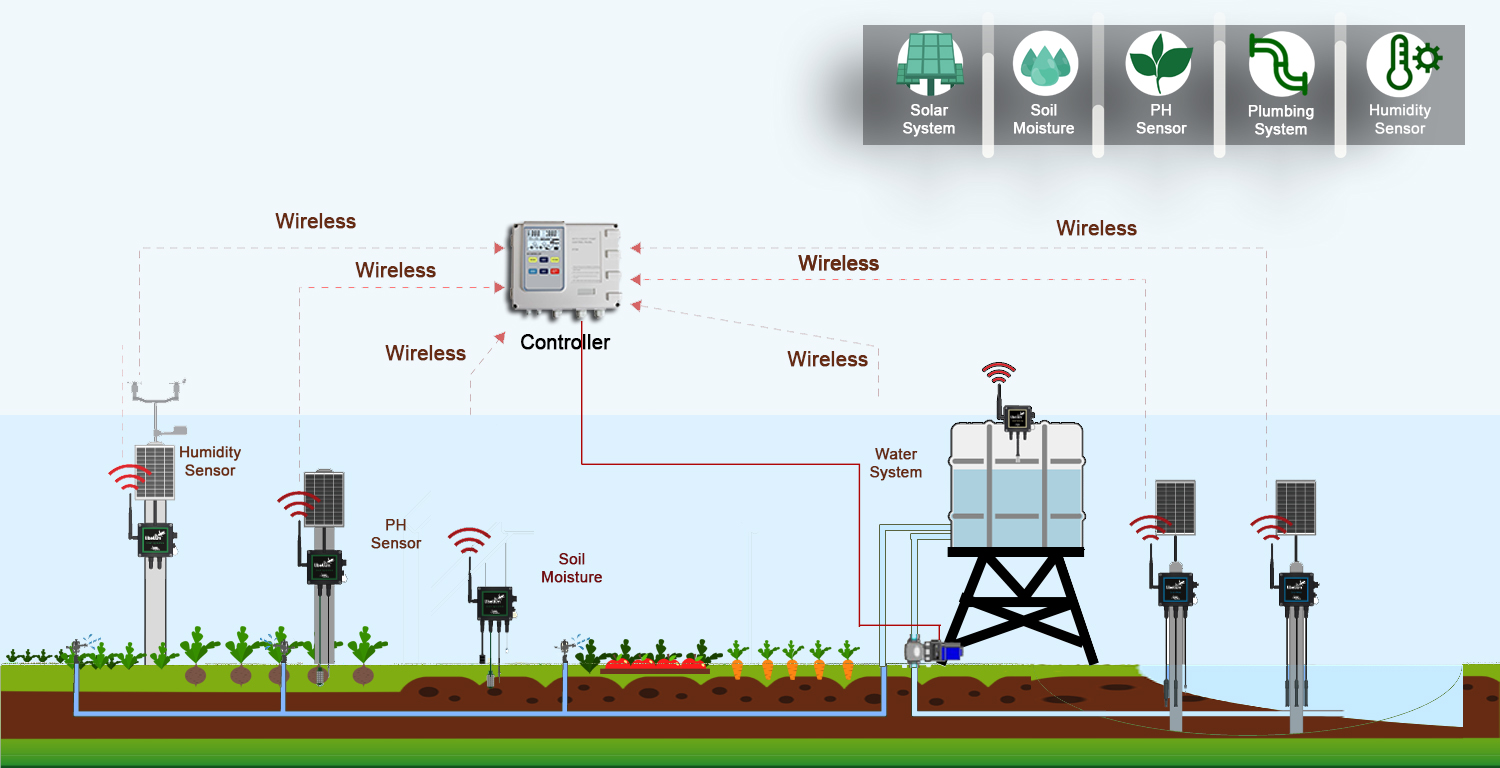 Solar
System
Soil
Moisture
PH
Sensor
Plumbing
System
Humidity
Sensor
Wireless
Wireless
Wireless
Wireless
Wireless
Wireless
Controller
Humidity
Sensor
PH
Sensor
Soil
Moisture
Water
System